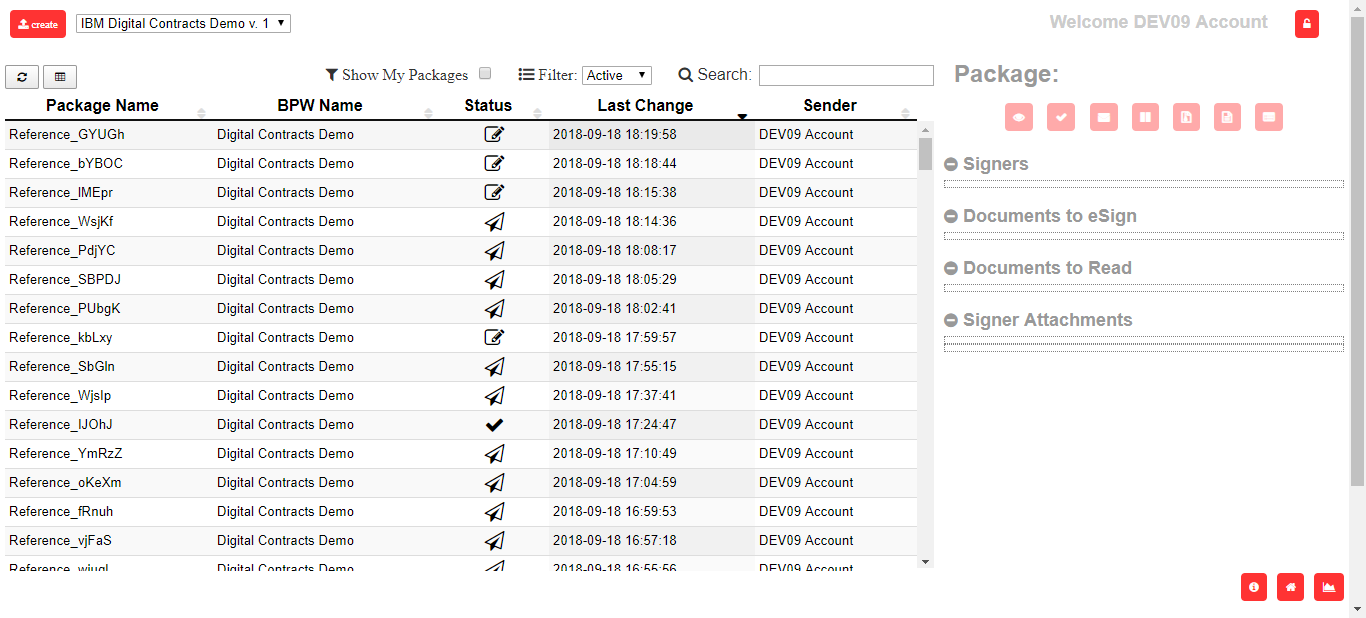 create IBM Digital Contracts Demo v. 1 Welcome DEV09 Account
Show My Packages Filter: Active Search: Package:
Package Name BPW Name Status Last Change Sender
Reference_GYUGh Digital Contracts Demo 2018-09-18 18:19:58 DEV09 Account
Reference_bYBOC Digital Contracts Demo 2018-09-18 18:18:44 DEV09 Account
Reference_IMEpr Digital Contracts Demo 2018-09-18 18:15:38 DEV09 Account
Reference_WsjKf Digital Contracts Demo 2018-09-18 18:14:36 DEV09 Account
Reference_PdjYC Digital Contracts Demo 2018-09-18 18:08:17 DEV09 Account
Reference_SBPDJ Digital Contracts Demo 2018-09-18 18:05:29 DEV09 Account
Reference_PUbgK Digital Contracts Demo 2018-09-18 18:02:41 DEV09 Account
Reference_kbLxy Digital Contracts Demo 2018-09-18 17:59:57 DEV09 Account
Reference_SbGln Digital Contracts Demo 2018-09-18 17:55:15 DEV09 Account
Reference_WjsIp Digital Contracts Demo 2018-09-18 17:37:41 DEV09 Account
Reference_IJOhJ Digital Contracts Demo 2018-09-18 17:24:47 DEV09 Account
Reference_YmRzZ Digital Contracts Demo 2018-09-18 17:10:49 DEV09 Account
Reference_oKeXm Digital Contracts Demo 2018-09-18 17:04:59 DEV09 Account
Reference_fRnuh Digital Contracts Demo 2018-09-18 16:59:53 DEV09 Account
Reference_vjFaS Digital Contracts Demo 2018-09-18 16:57:18 DEV09 Account
Digital Contracts Demo 2018-09-18 16:55:56 DEV09 Account
Signers
Documents to eSign
Documents to Read
Signer Attachments